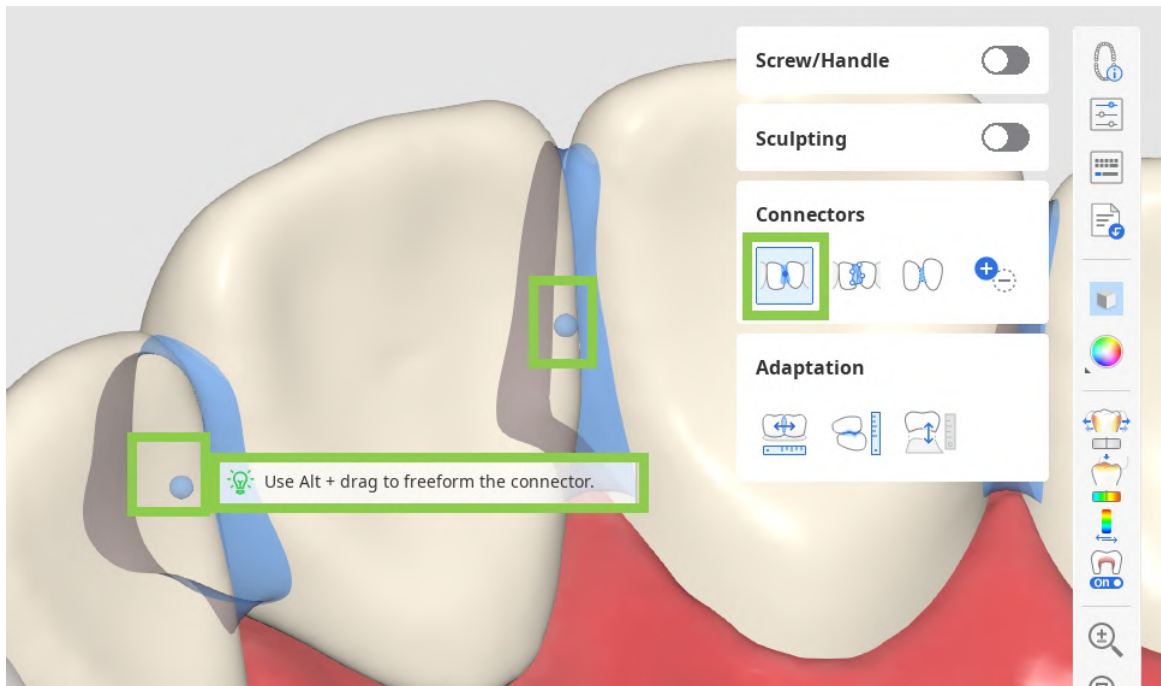 Screw/Handle
Sculpting
Connectors
Adaptation
Use Alt + drag to freeform the connector.
On